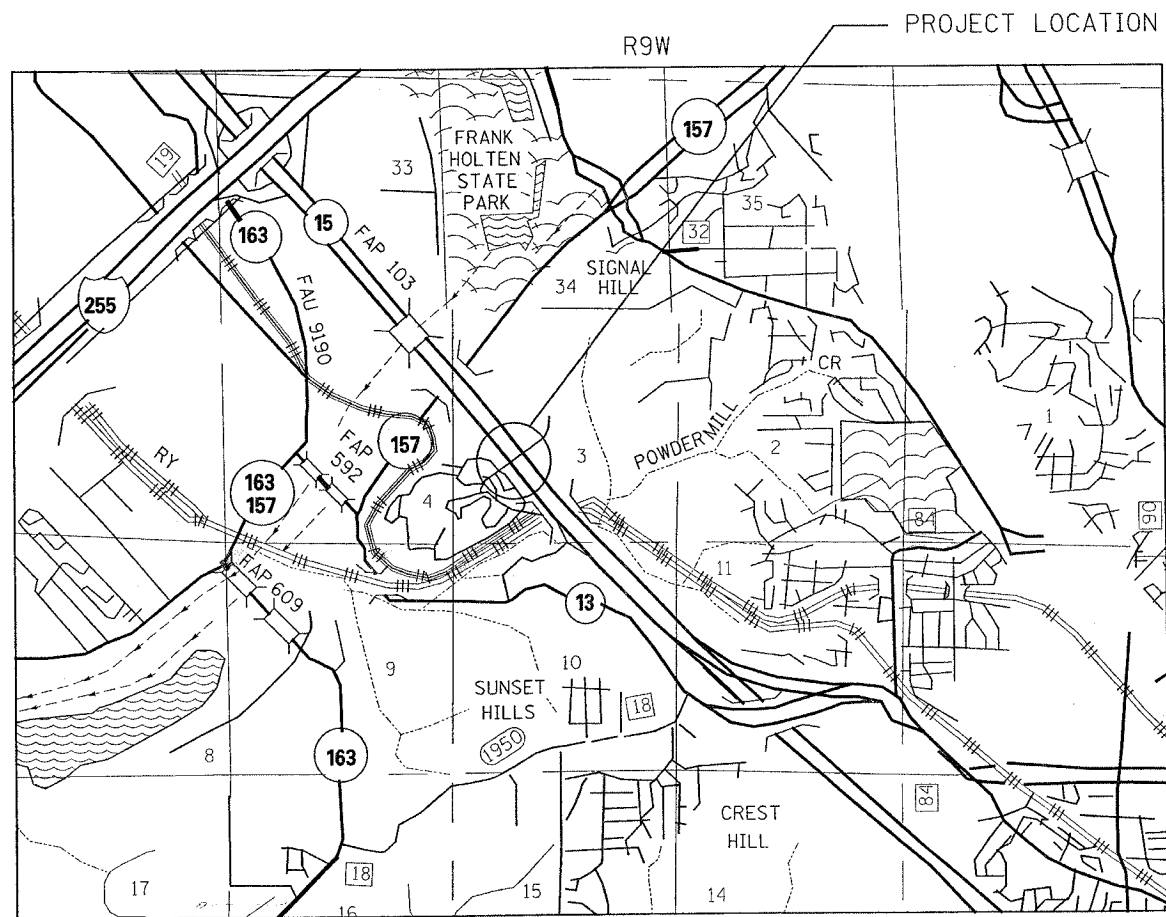 PROJECT LOCATION
R9W
157
FRANK
HOLTEN
STATE
PARK
33
35
19
163
15
FAP 103
32
SIGNAL
HILL
34
255
FAU 9190
CR
POWDERMILL
1
2
3
FAP
592
157
RY
163
157
4
84
90
11
FAP 609
13
9
10
SUNSET
HILLS
18
1950
8
163
84
CREST
HILL
18
17
16
15
14